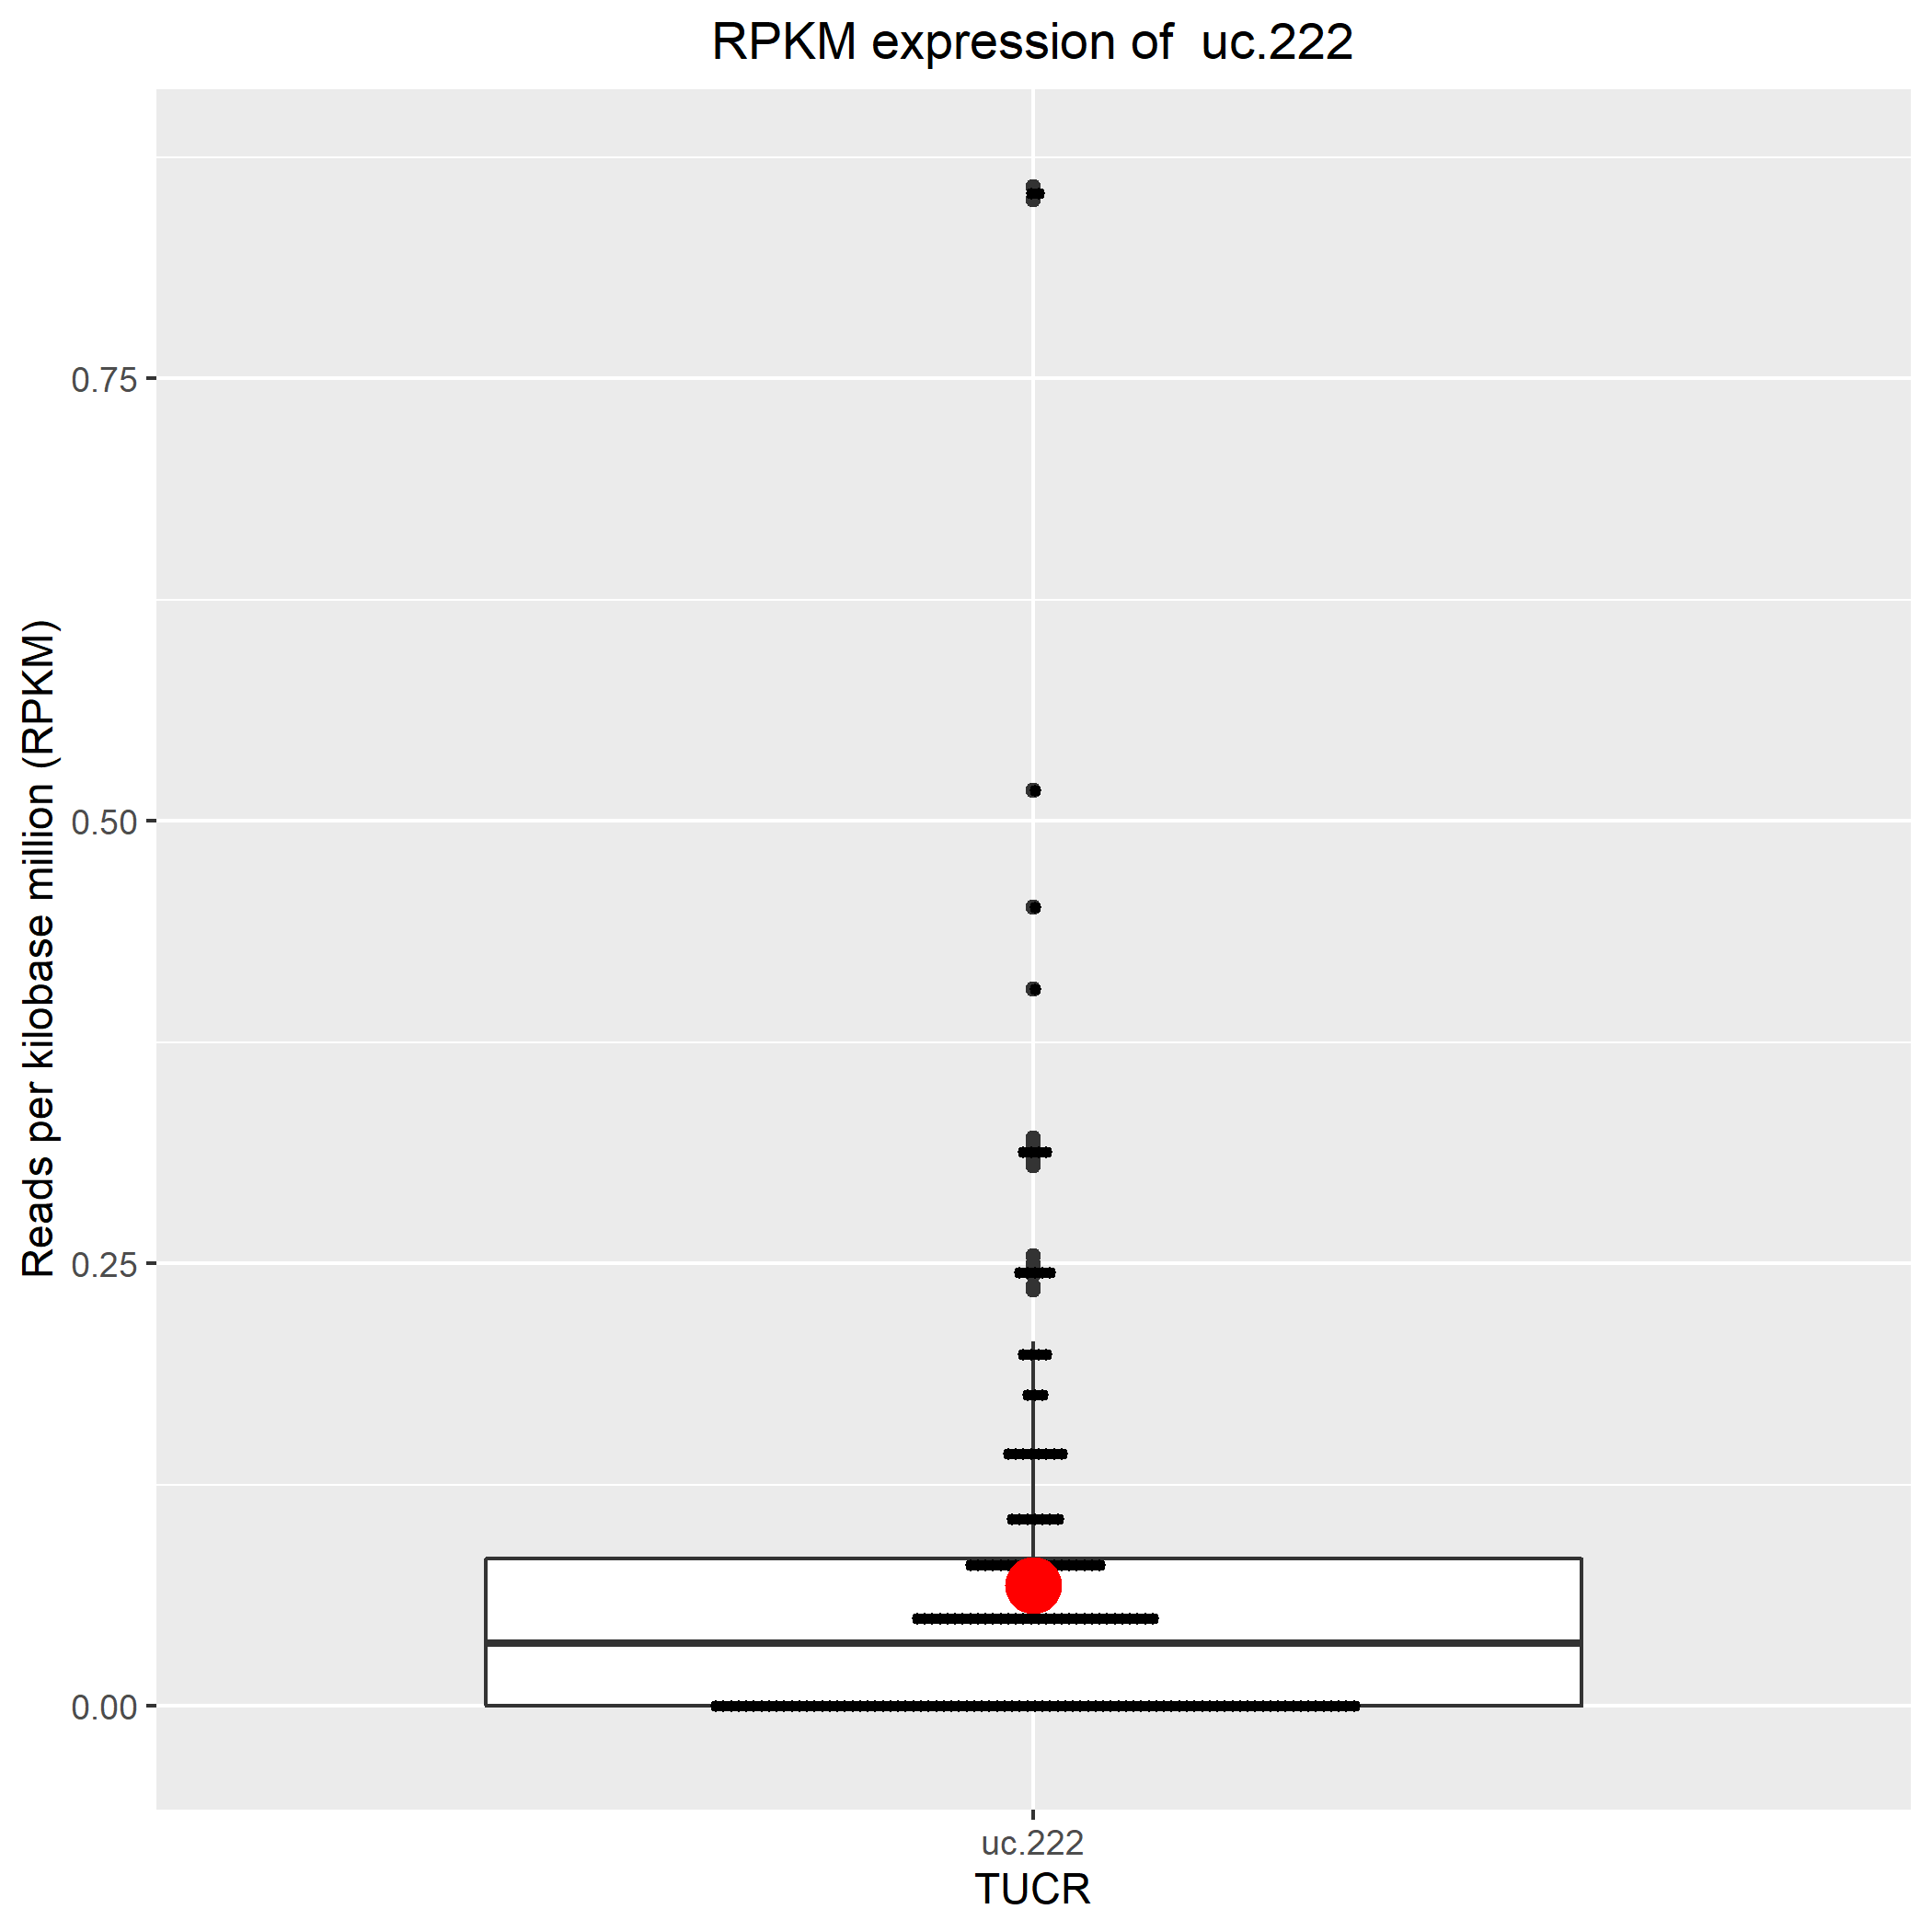 RPKM expression of  uc.222
Reads per kilobase million (RPKM)
0.75
0.50
0.25
0.00
uc.222
TUCR